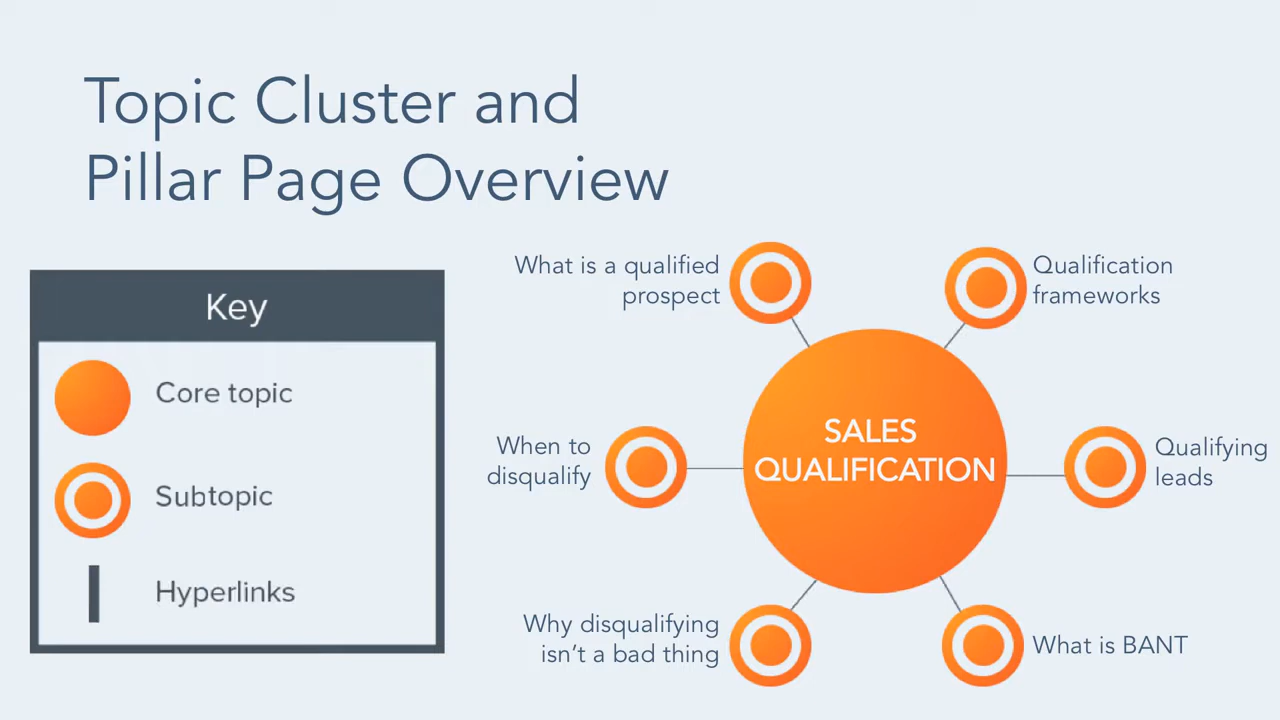 Topic Cluster and
Pillar Page Overview
Key
Core topic
Subtopic
Hyperlinks
What is a qualified
prospect
Qualification
frameworks
When to
disqualify
SALES
QUALIFICATION
Qualifying
leads
Why disqualifying
isn't a bad thing
What is BANT